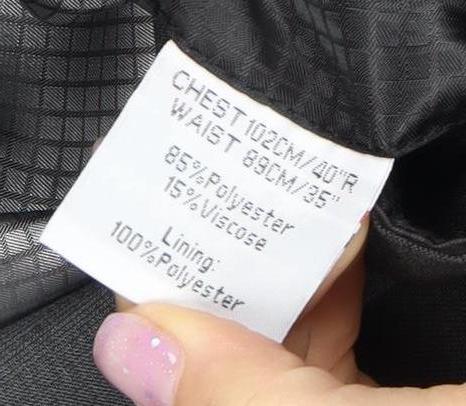 CHEST 102CM/40"R
WAIST 89CM/35"
85%Polyester
15%Viscose
Lining:
100%Polyester